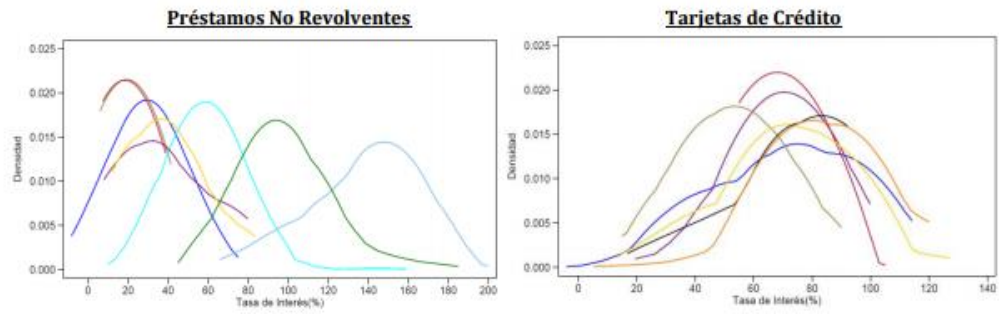 Préstamos No Revolventes
0.025
0.020
0.015
0.010
0.005
0.000
Densidad
0 20 40 60 80 100 120 140 160 180 200
Tasa de Interés(%)
Tarjetas de Crédito
0.025
0.020
0.015
0.010
0.005
0.000
Densidad
0 20 40 60 80 100 120 140
Tasa de Interés(%)